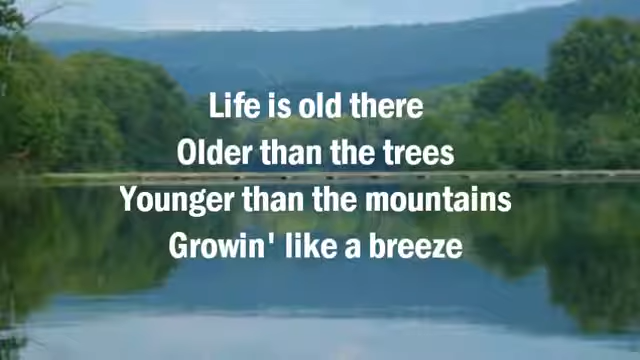 Life is old there
Older than the trees
Younger than the mountains
Growin' like a breeze